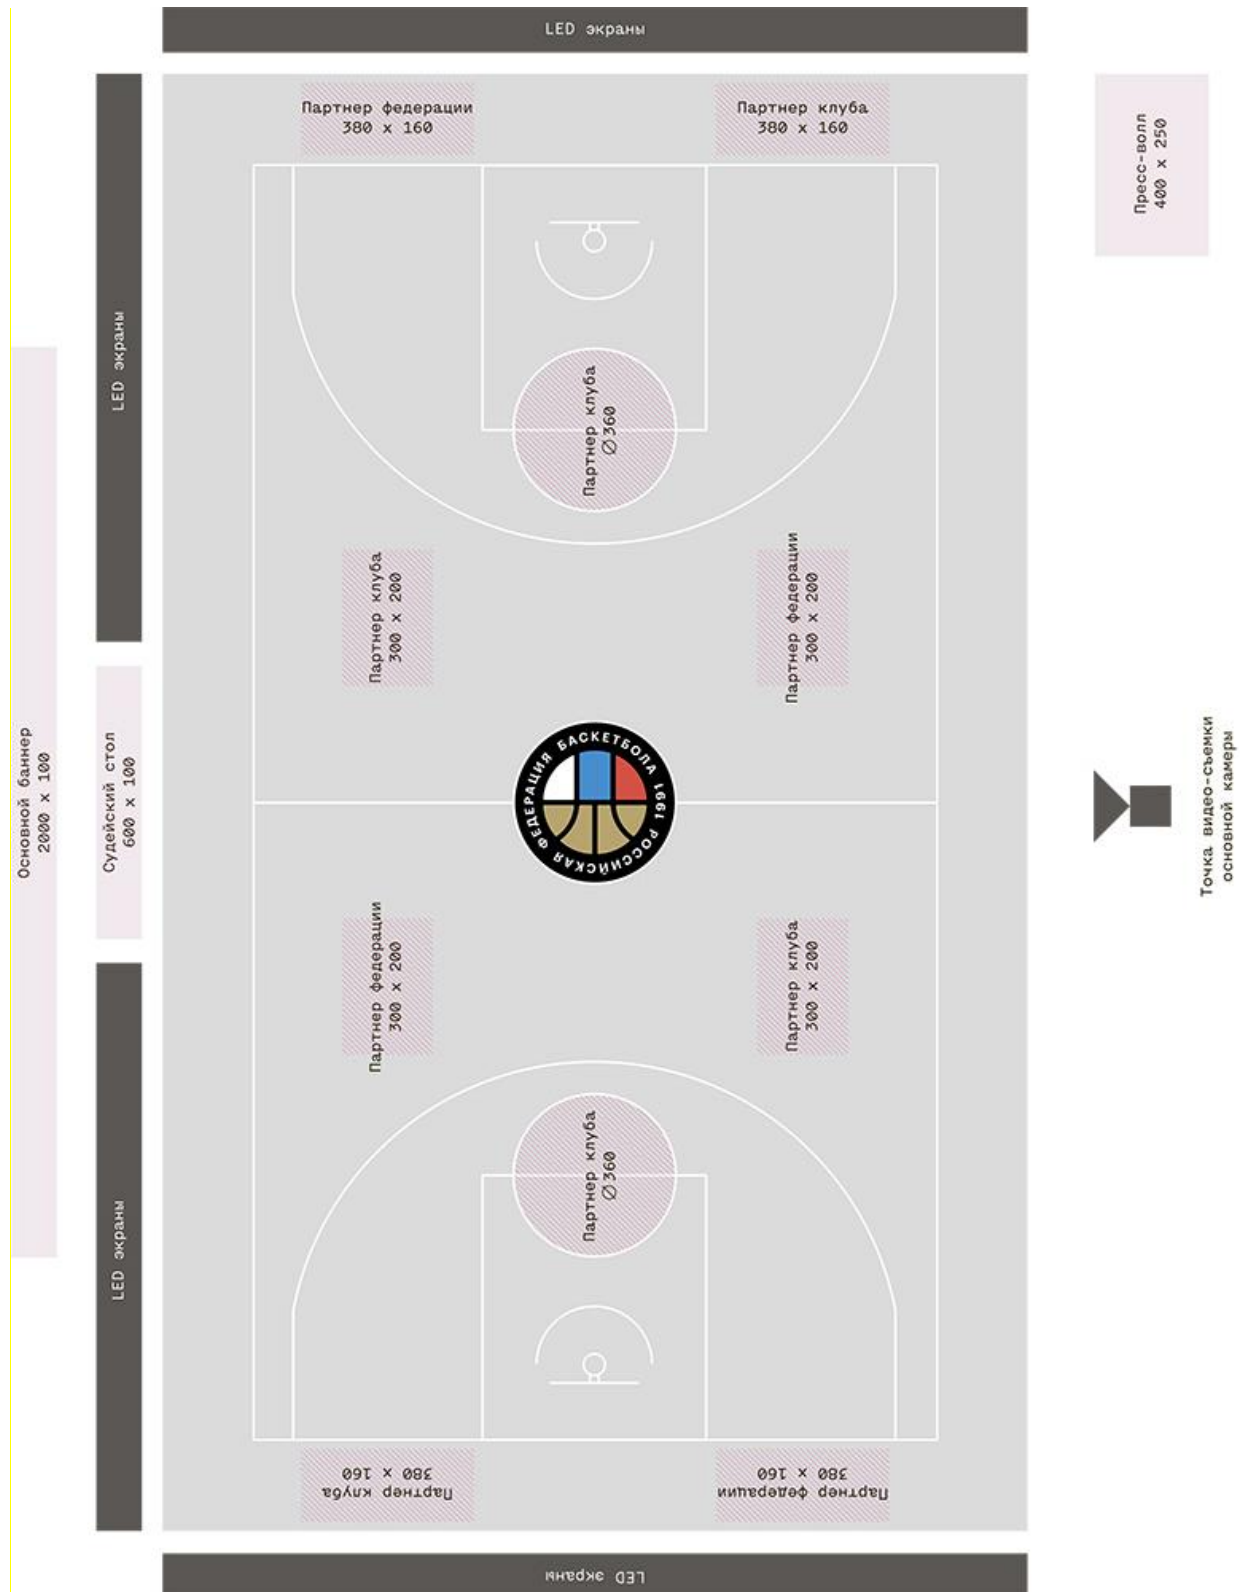 LED экраны
Партнер федерации
380 x 160
Партнер клуба
380 x 160
Пресс-волл
400 x 250
LED экраны
Партнер клуба
∅360
Партнер клуба
300 x 200
Партнер федерации
300 x 200
Основной баннер
2000 x 100
Судейский стол
600 x 100
РОССИЙСКАЯ ФЕДЕРАЦИЯ БАСКЕТБОЛА 1991
Точка видео-съемки
основной камеры
Партнер федерации
300 x 200
Партнер клуба
300 x 200
Партнер клуба
∅360
LED экраны
Партнер клуба
380 x 160
Партнер федерации
380 x 160
LED экраны